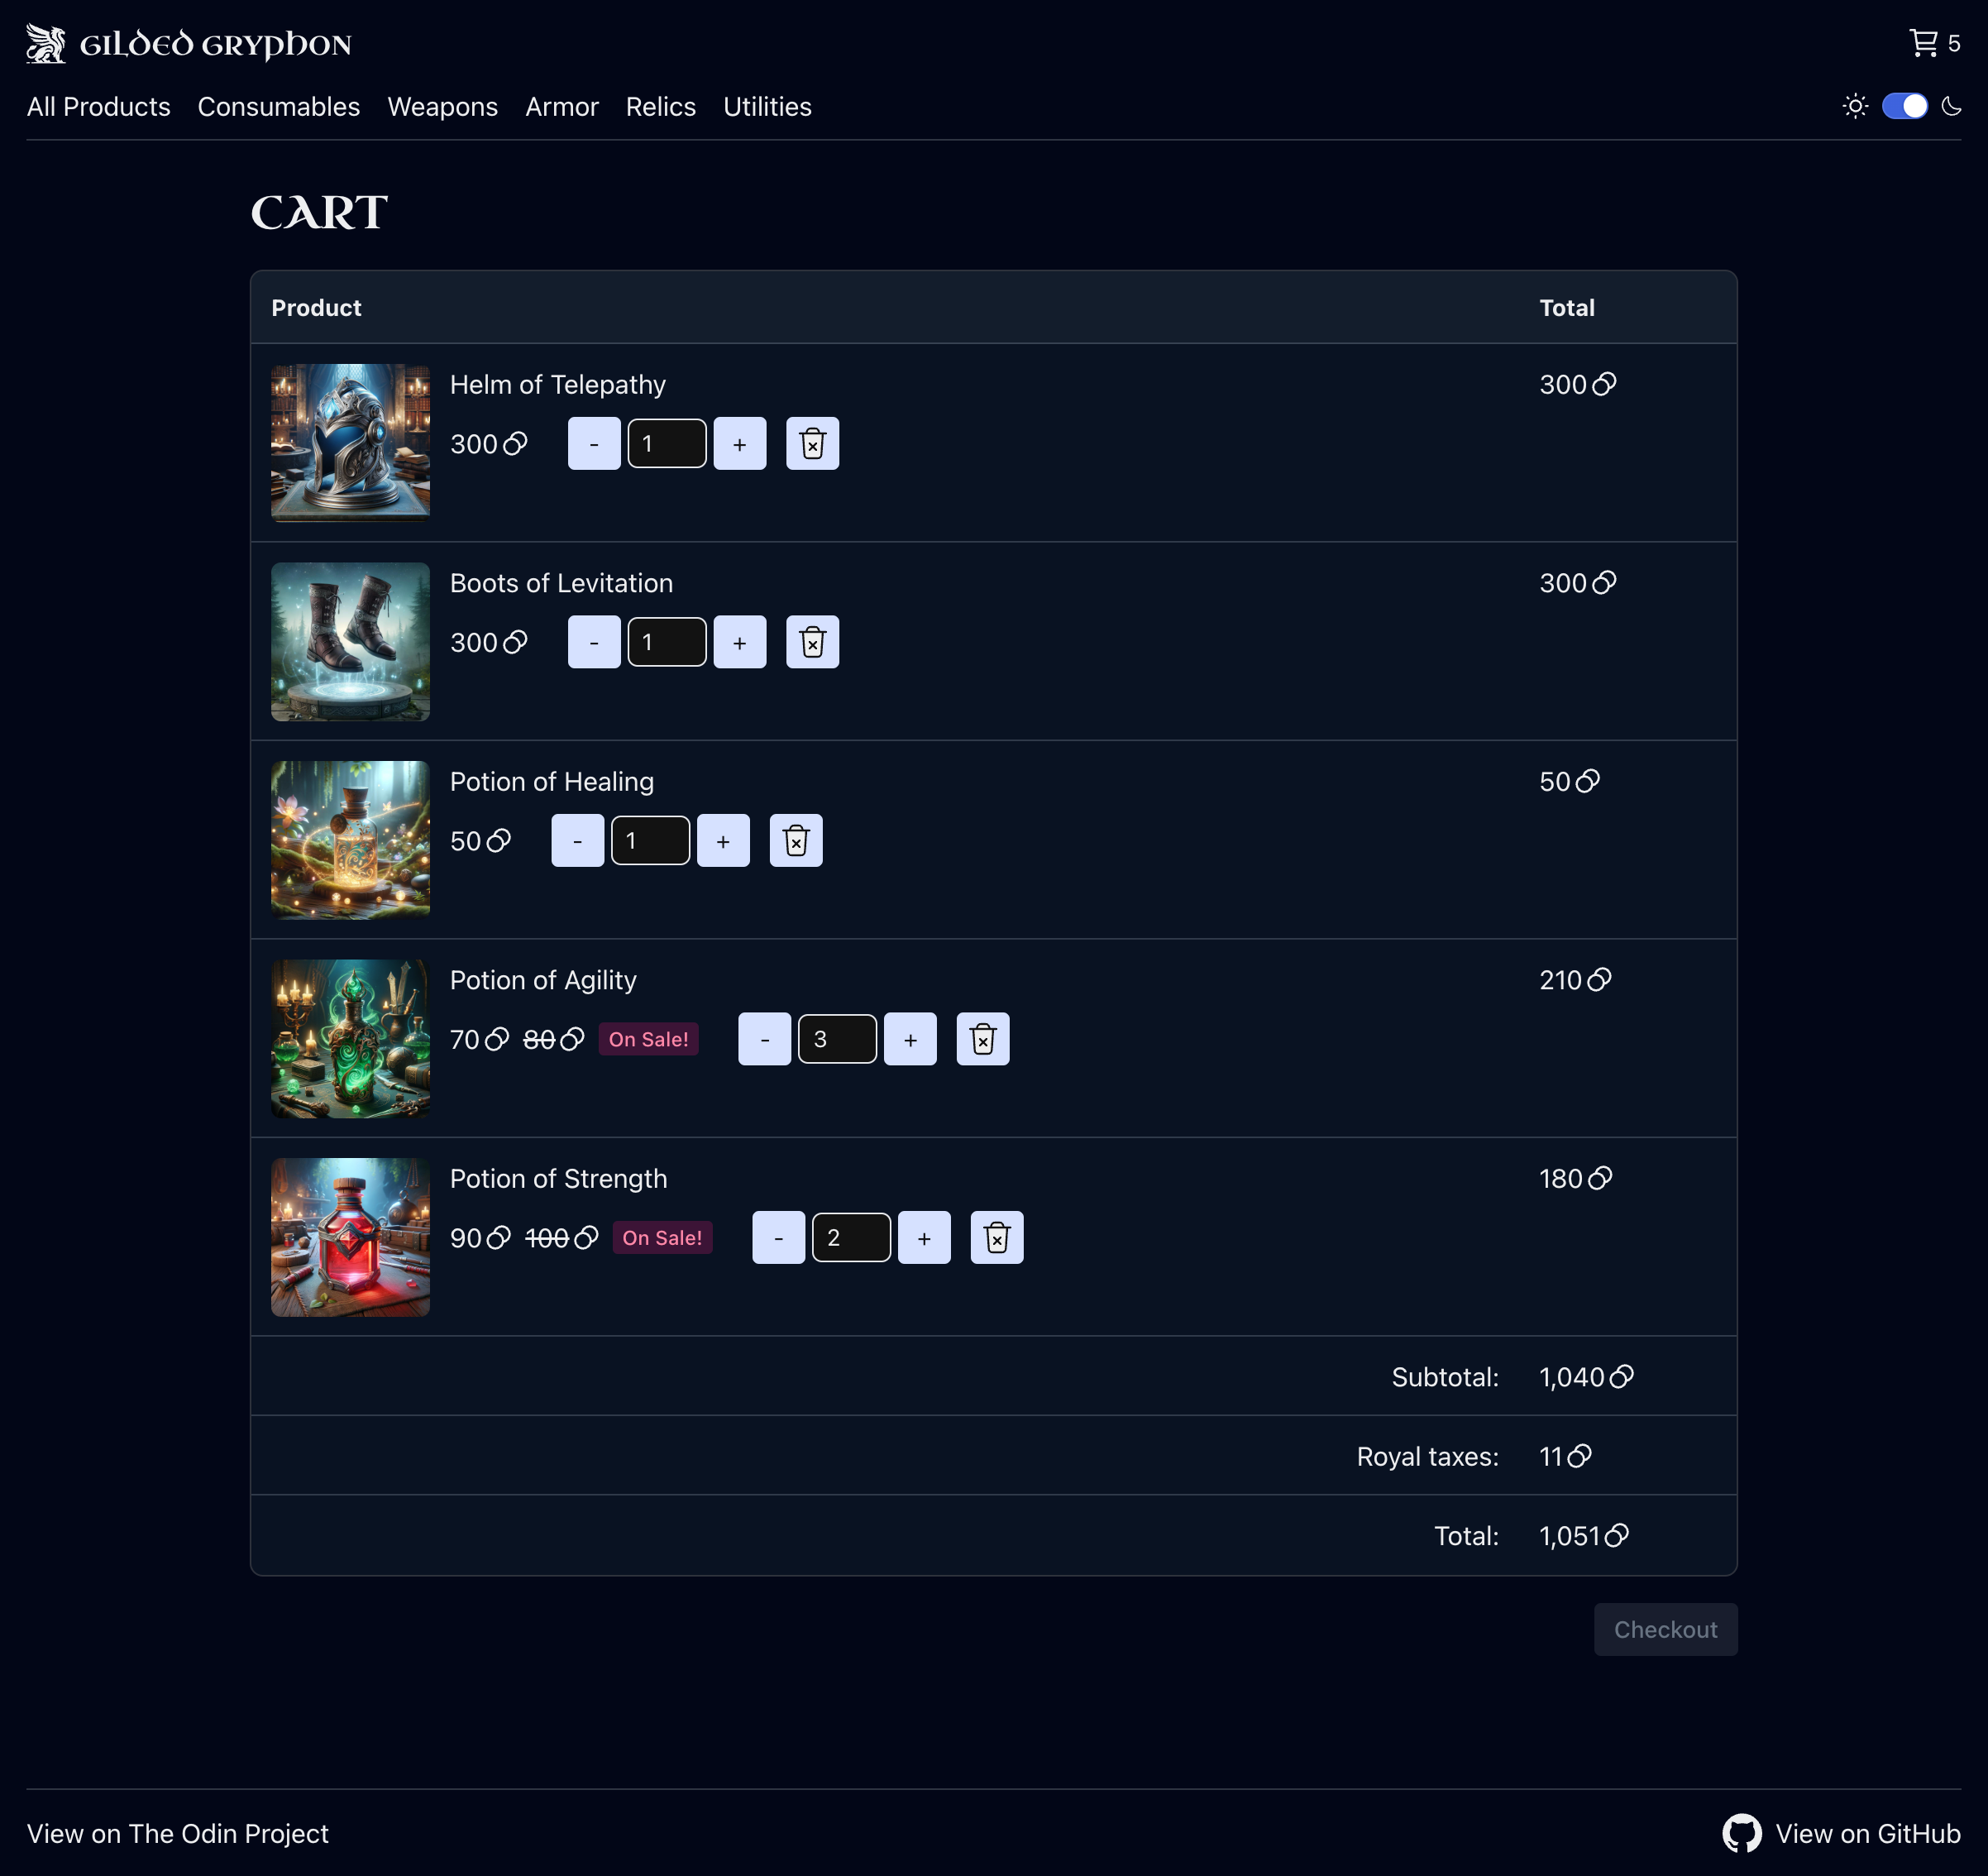 GILDED GRYPHON
5
All Products Consumables Weapons Armor Relics Utilities
CART
Product Total
Helm of Telepathy 300
300 - 1 +
Boots of Levitation 300
300 - 1 +
Potion of Healing 50
50 - 1 +
Potion of Agility 210
70 80 On Sale! - 3 +
Potion of Strength 180
90 100 On Sale! - 2 +
Subtotal: 1,040
Royal taxes: 11
Total: 1,051
Checkout
View on The Odin Project View on GitHub